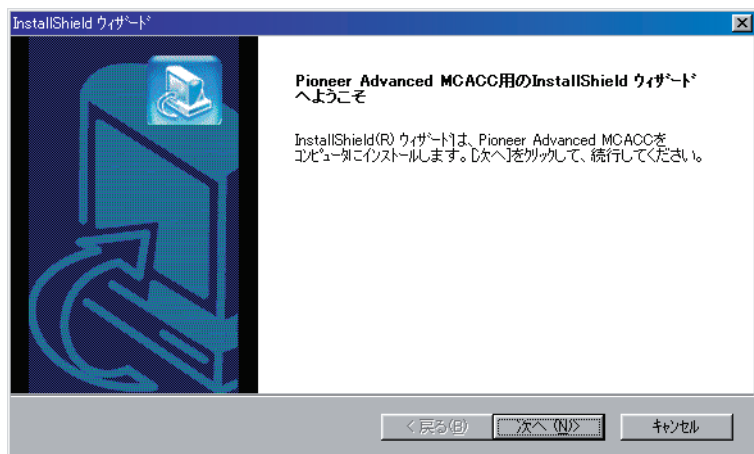 InstallShield ウィザード
Pioneer Advanced MCACC用のInstallShield ウィザード
へようこそ
InstallShield(R) ウィザードは、Pioneer Advanced MCACCを
コンピュータにインストールします。[次へ]をクリックして、続行してください。
< 戻る(B)
次へ (N)>
キャンセル